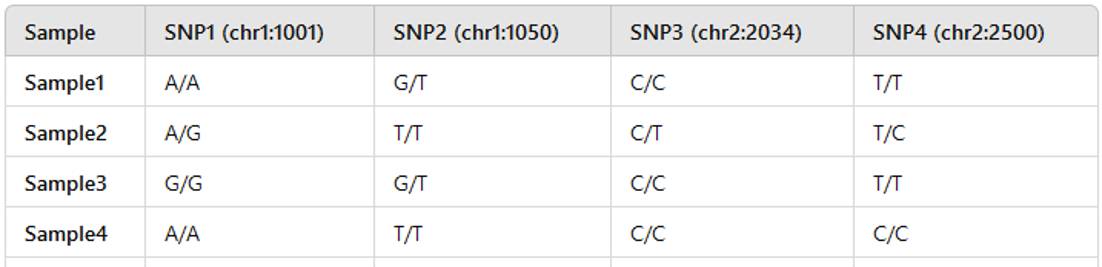 Sample SNP1 (chr1:1001) SNP2 (chr1:1050) SNP3 (chr2:2034) SNP4 (chr2:2500)
Sample1 A/A G/T C/C T/T
Sample2 A/G T/T C/T T/C
Sample3 G/G G/T C/C T/T
Sample4 A/A T/T C/C C/C